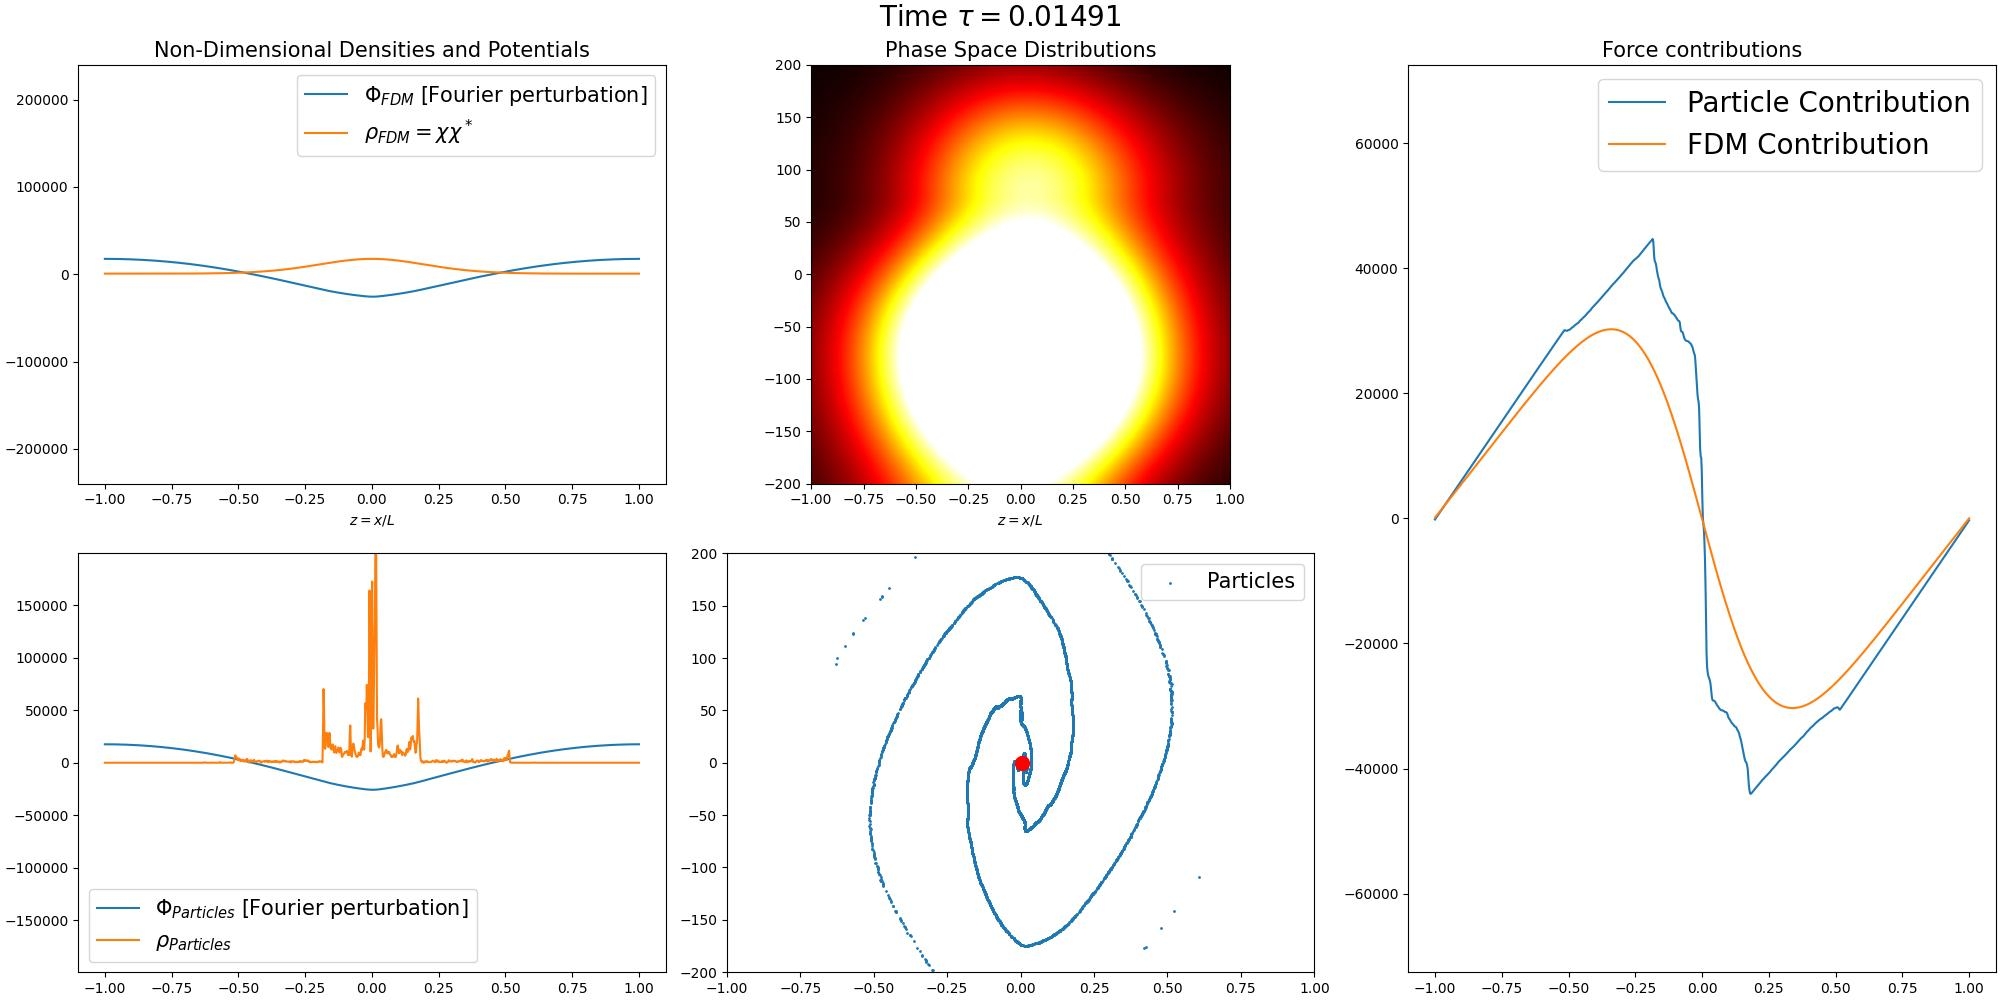 Time τ = 0.01491
Non-Dimensional Densities and Potentials
Φ_FDM [Fourier perturbation]
ρ_FDM = χχ*
200000
100000
0
−100000
−200000
−1.00 −0.75 −0.50 −0.25 0.00 0.25 0.50 0.75 1.00
z = x/L
Phase Space Distributions
200
150
100
50
0
−50
−100
−150
−200
−1.00 −0.75 −0.50 −0.25 0.00 0.25 0.50 0.75 1.00
z = x/L
Force contributions
Particle Contribution
FDM Contribution
60000
40000
20000
0
−20000
−40000
−60000
−1.00 −0.75 −0.50 −0.25 0.00 0.25 0.50 0.75 1.00
150000
100000
50000
0
−50000
−100000
−150000
Φ_Particles [Fourier perturbation]
ρ_Particles
−1.00 −0.75 −0.50 −0.25 0.00 0.25 0.50 0.75 1.00
Particles
200
150
100
50
0
−50
−100
−150
−200
−1.00 −0.75 −0.50 −0.25 0.00 0.25 0.50 0.75 1.00